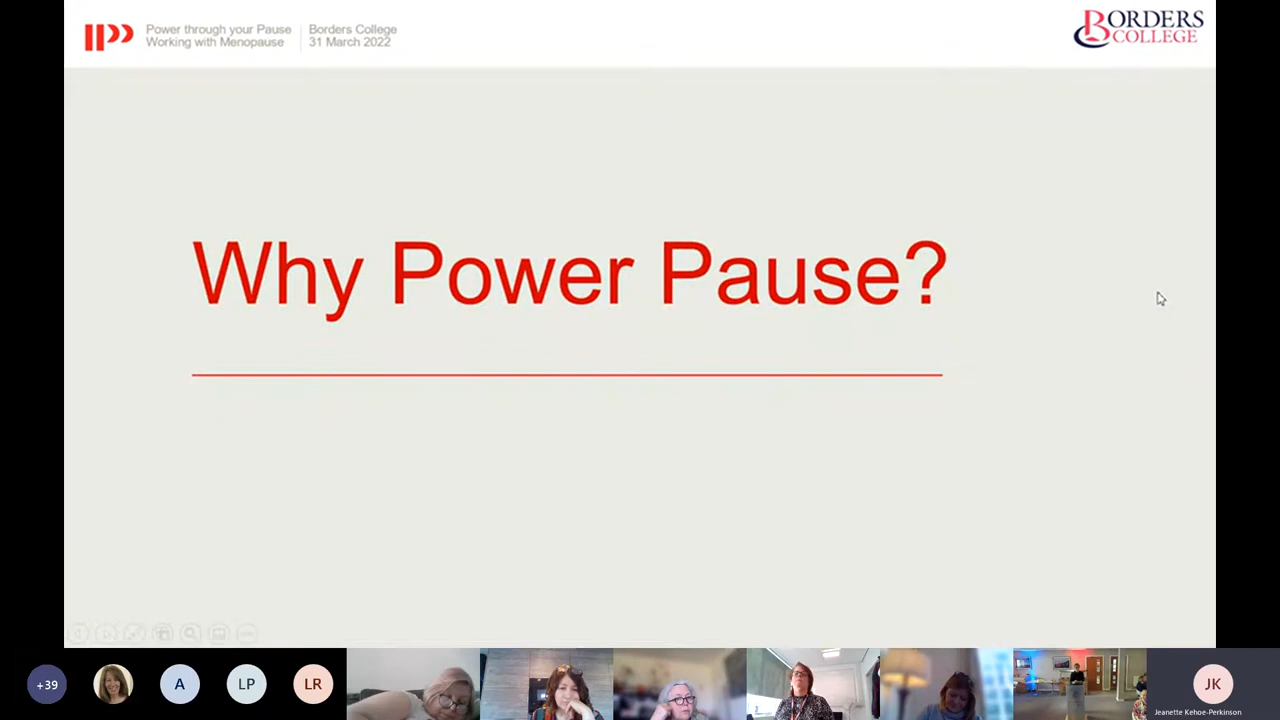 Power through your Pause
Working with Menopause
Borders College
31 March 2022
BORDERS
COLLEGE
Why Power Pause?
+39
A
LP
LR
JK
Jeanette Kehoe-Perkinson